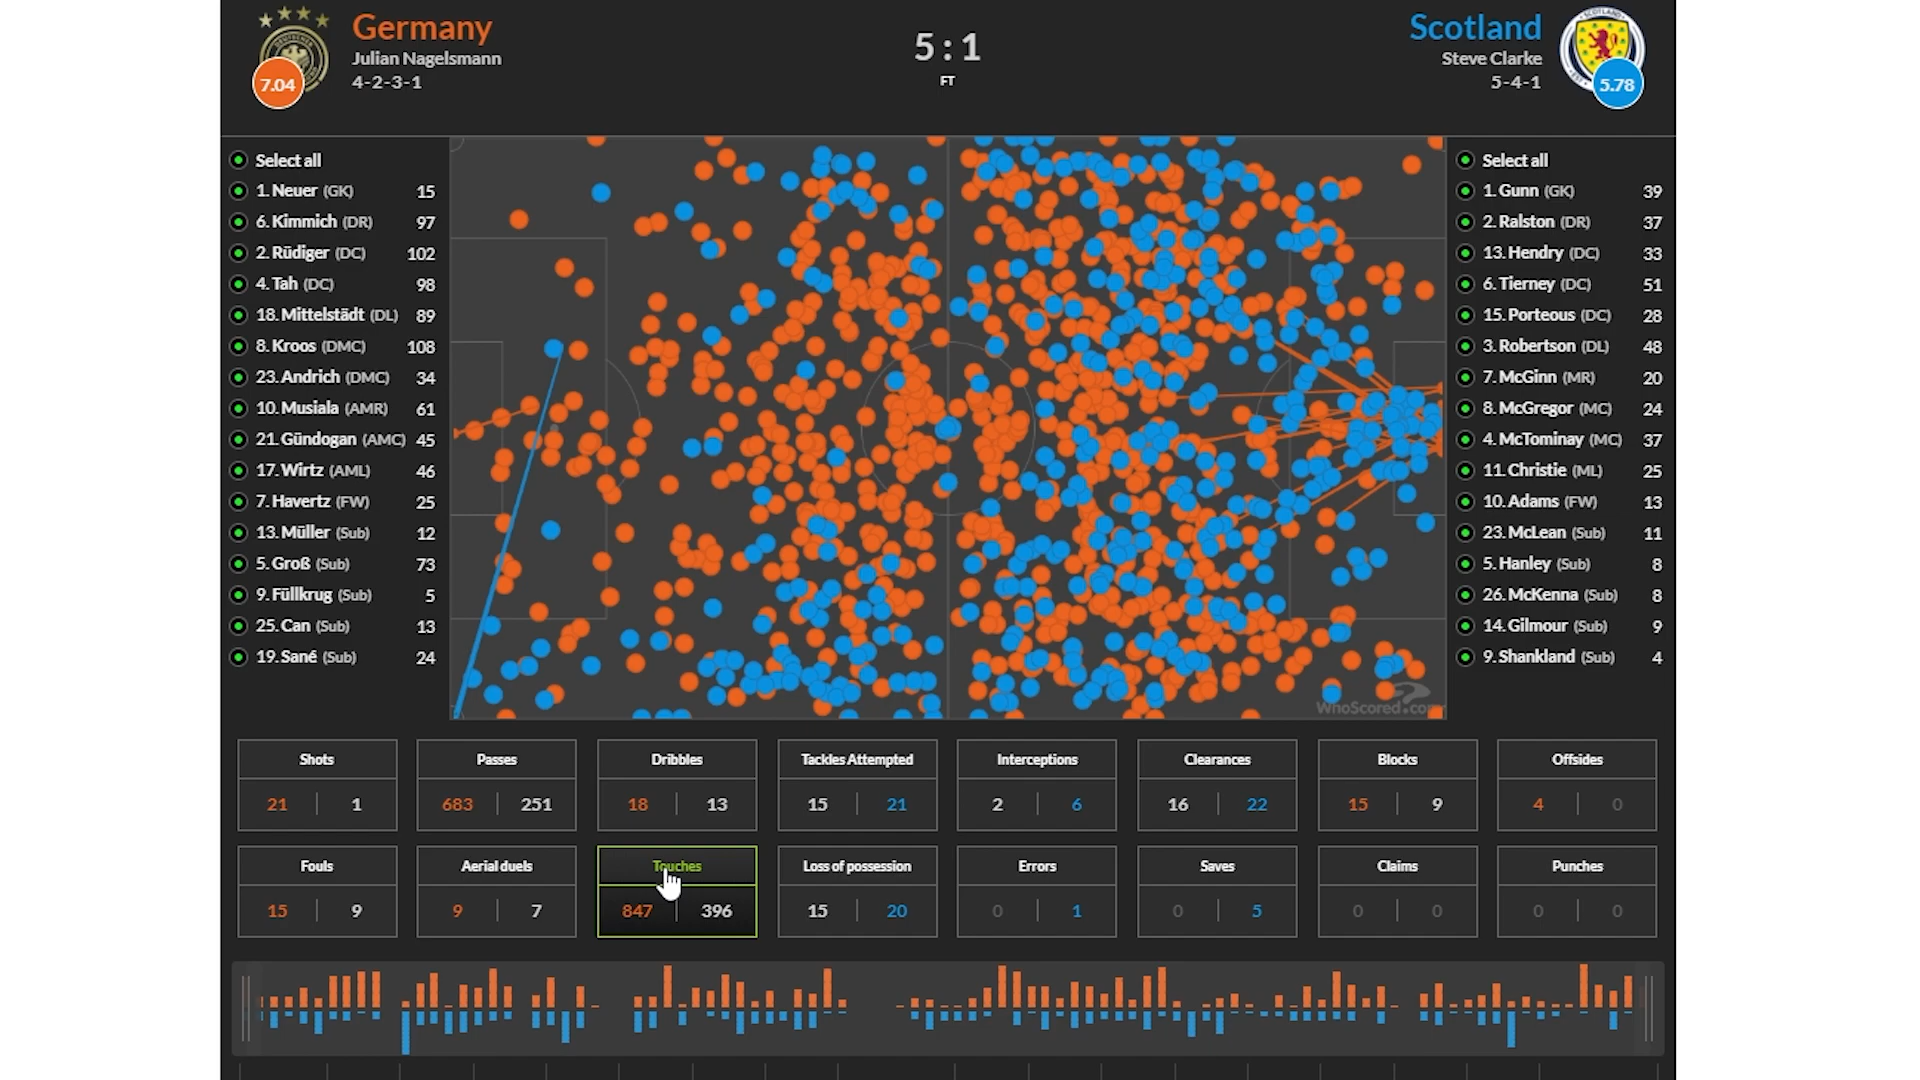 Germany
Julian Nagelsmann
4-2-3-1
7.04
5 : 1
FT
Scotland
Steve Clarke
5-4-1
5.78
Select all
1. Neuer (GK) 15
6. Kimmich (DR) 97
2. Rüdiger (DC) 102
4. Tah (DC) 98
18. Mittelstädt (DL) 89
8. Kroos (DMC) 108
23. Andrich (DMC) 34
10. Musiala (AMR) 61
21. Gündogan (AMC) 45
17. Wirtz (AML) 46
7. Havertz (FW) 25
13. Müller (Sub) 12
5. Groß (Sub) 73
9. Füllkrug (Sub) 5
25. Can (Sub) 13
19. Sané (Sub) 24
Select all
1. Gunn (GK) 39
2. Ralston (DR) 37
13. Hendry (DC) 33
6. Tierney (DC) 51
15. Porteous (DC) 28
3. Robertson (DL) 48
7. McGinn (MR) 20
8. McGregor (MC) 24
4. McTominay (MC) 37
11. Christie (ML) 25
10. Adams (FW) 13
23. McLean (Sub) 11
5. Hanley (Sub) 8
26. McKenna (Sub) 8
14. Gilmour (Sub) 9
9. Shankland (Sub) 4
WhoScored.com
Shots Passes Dribbles Tackles Attempted Interceptions Clearances Blocks Offsides
21 | 1 683 | 251 18 | 13 15 | 21 2 | 6 16 | 22 15 | 9 4 | 0
Fouls Aerial duels Touches Loss of possession Errors Saves Claims Punches
15 | 9 9 | 7 847 | 396 15 | 20 0 | 1 0 | 5 0 | 0 0 | 0